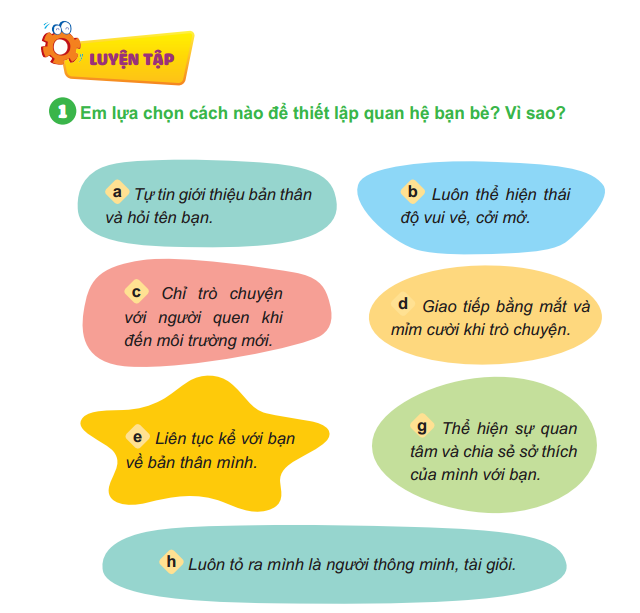 LUYỆN TẬP
1 Em lựa chọn cách nào để thiết lập quan hệ bạn bè? Vì sao?
a Tự tin giới thiệu bản thân
và hỏi tên bạn.
b Luôn thể hiện thái
độ vui vẻ, cởi mở.
c Chỉ trò chuyện
với người quen khi
đến môi trường mới.
d Giao tiếp bằng mắt và
mỉm cười khi trò chuyện.
e Liên tục kể với bạn
về bản thân mình.
g Thể hiện sự quan
tâm và chia sẻ sở thích
của mình với bạn.
h Luôn tỏ ra mình là người thông minh, tài giỏi.